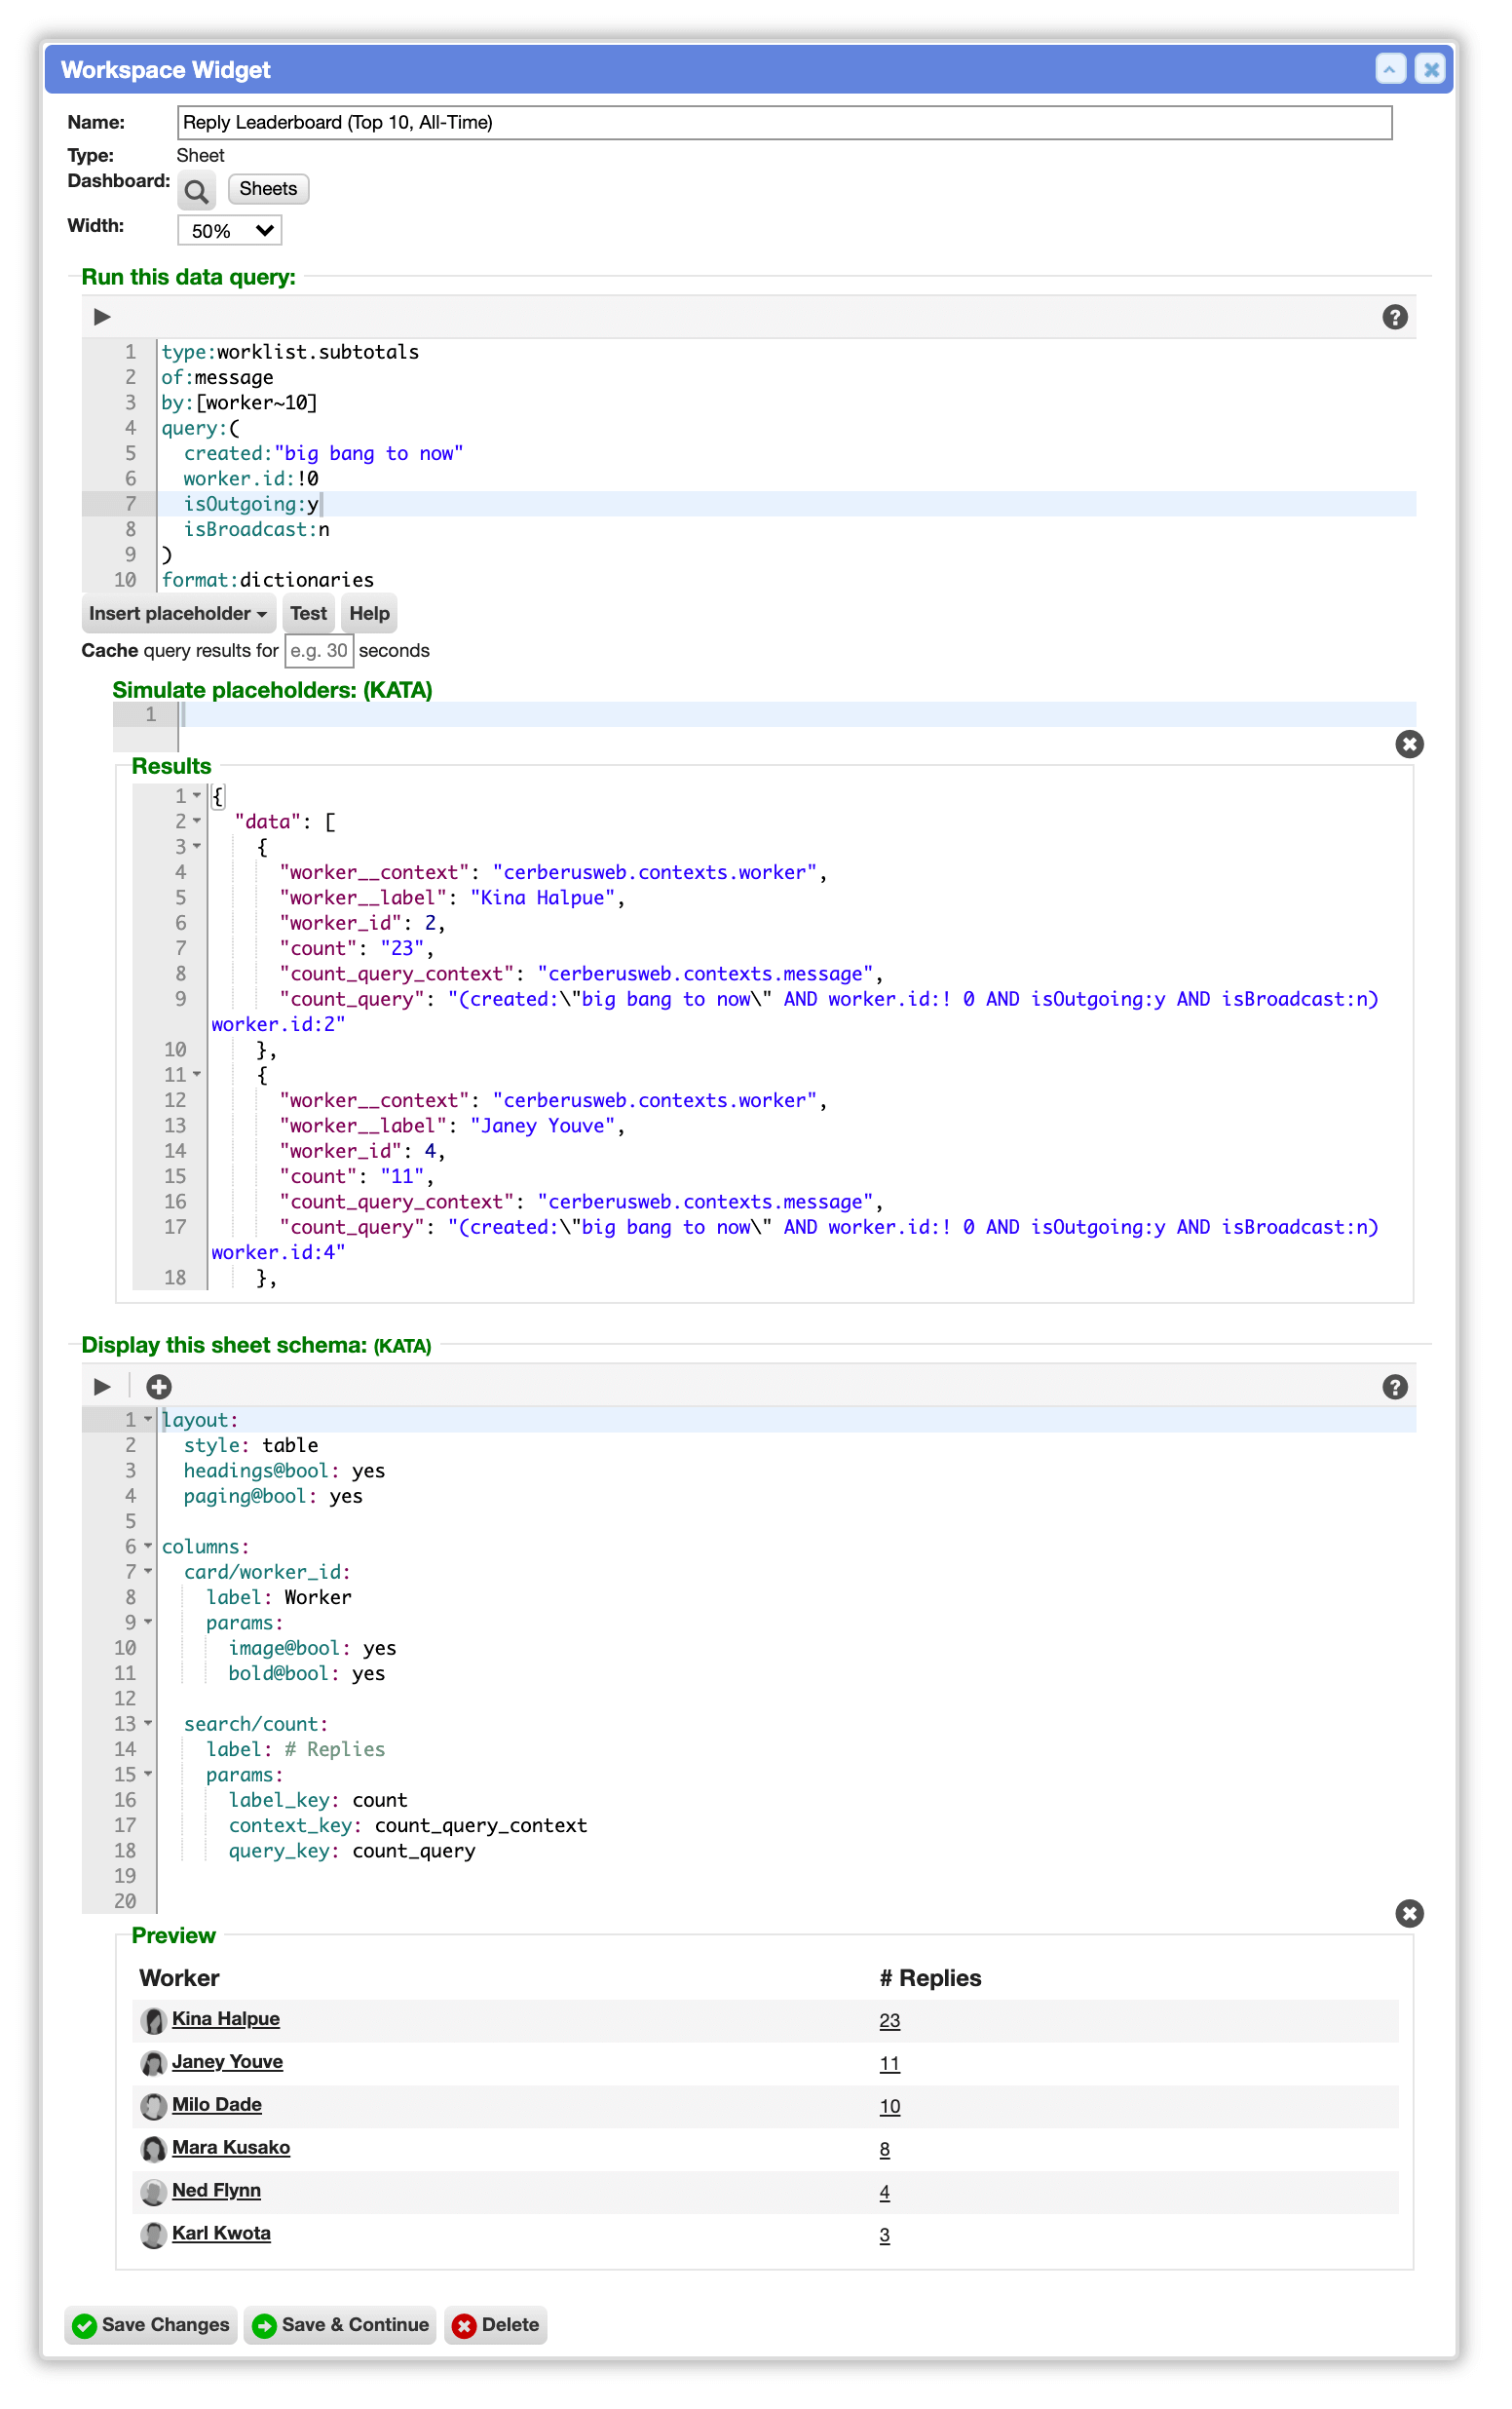 Workspace Widget
Name: Reply Leaderboard (Top 10, All-Time)
Type: Sheet
Dashboard: Sheets
Width: 50%
Run this data query:
1 type:worklist.subtotals
2 of:message
3 by:[worker~10]
4 query:(
5 created:"big bang to now"
6 worker.id:!0
7 isOutgoing:y
8 isBroadcast:n
9 )
10 format:dictionaries
Insert placeholder Test Help
Cache query results for e.g. 30 seconds
Simulate placeholders: (KATA)
1
Results
1 {
2 "data": [
3 {
4 "worker__context": "cerberusweb.contexts.worker",
5 "worker__label": "Kina Halpue",
6 "worker_id": 2,
7 "count": "23",
8 "count_query_context": "cerberusweb.contexts.message",
9 "count_query": "(created:\"big bang to now\" AND worker.id:! 0 AND isOutgoing:y AND isBroadcast:n)
worker.id:2"
10 },
11 {
12 "worker__context": "cerberusweb.contexts.worker",
13 "worker__label": "Janey Youve",
14 "worker_id": 4,
15 "count": "11",
16 "count_query_context": "cerberusweb.contexts.message",
17 "count_query": "(created:\"big bang to now\" AND worker.id:! 0 AND isOutgoing:y AND isBroadcast:n)
worker.id:4"
18 },
Display this sheet schema: (KATA)
1 layout:
2 style: table
3 headings@bool: yes
4 paging@bool: yes
5
6 columns:
7 card/worker_id:
8 label: Worker
9 params:
10 image@bool: yes
11 bold@bool: yes
12
13 search/count:
14 label: # Replies
15 params:
16 label_key: count
17 context_key: count_query_context
18 query_key: count_query
19
20
Preview
Worker # Replies
Kina Halpue 23
Janey Youve 11
Milo Dade 10
Mara Kusako 8
Ned Flynn 4
Karl Kwota 3
Save Changes Save & Continue Delete